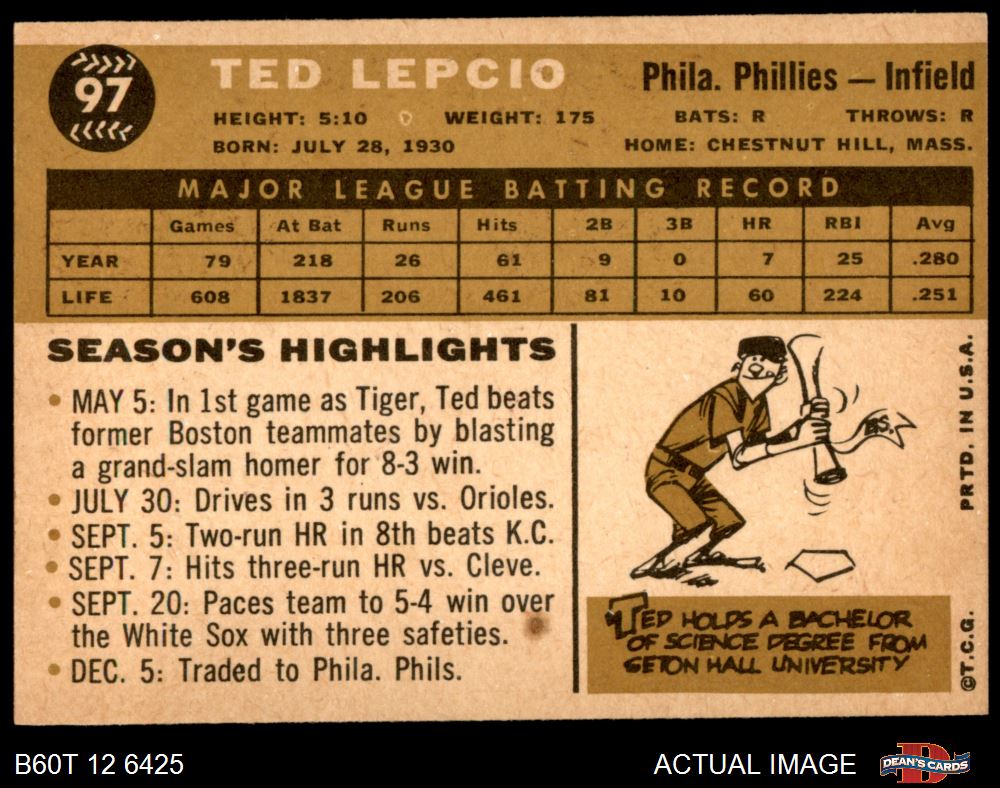 97
TED LEPCIO
Phila. Phillies — Infield
HEIGHT: 5:10 WEIGHT: 175 BATS: R THROWS: R
BORN: JULY 28, 1930 HOME: CHESTNUT HILL, MASS.
MAJOR LEAGUE BATTING RECORD
Games At Bat Runs Hits 2B 3B HR RBI Avg
YEAR 79 218 26 61 9 0 7 25 .280
LIFE 608 1837 206 461 81 10 60 224 .251
SEASON'S HIGHLIGHTS
• MAY 5: In 1st game as Tiger, Ted beats
former Boston teammates by blasting
a grand-slam homer for 8-3 win.
• JULY 30: Drives in 3 runs vs. Orioles.
• SEPT. 5: Two-run HR in 8th beats K.C.
• SEPT. 7: Hits three-run HR vs. Cleve.
• SEPT. 20: Paces team to 5-4 win over
the White Sox with three safeties.
• DEC. 5: Traded to Phila. Phils.
B.S.
TED HOLDS A BACHELOR
OF SCIENCE DEGREE FROM
SETON HALL UNIVERSITY
PRTD. IN U.S.A.
©T.C.G.
B60T 12 6425
ACTUAL IMAGE
D
DEAN'S CARDS